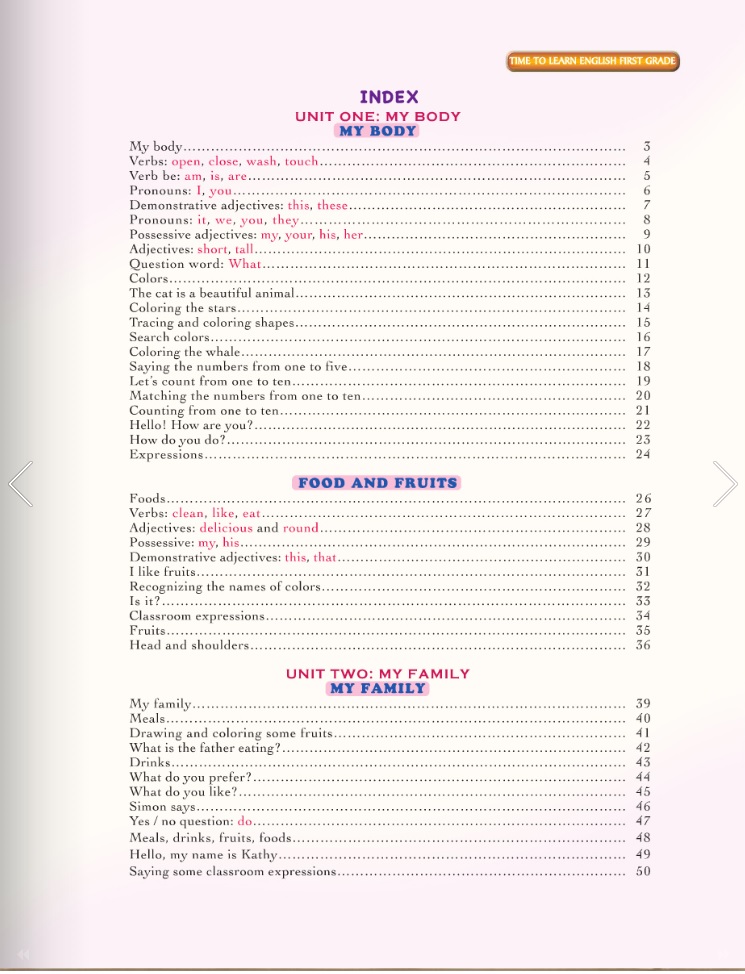 TIME TO LEARN ENGLISH FIRST GRADE
INDEX
UNIT ONE: MY BODY
MY BODY
My body.......... 3
Verbs: open, close, wash, touch.......... 4
Verb be: am, is, are.......... 5
Pronouns: I, you.......... 6
Demonstrative adjectives: this, these.......... 7
Pronouns: it, we, you, they.......... 8
Possessive adjectives: my, your, his, her.......... 9
Adjectives: short, tall.......... 10
Question word: What.......... 11
Colors.......... 12
The cat is a beautiful animal.......... 13
Coloring the stars.......... 14
Tracing and coloring shapes.......... 15
Search colors.......... 16
Coloring the whale.......... 17
Saying the numbers from one to five.......... 18
Let's count from one to ten.......... 19
Matching the numbers from one to ten.......... 20
Counting from one to ten.......... 21
Hello! How are you?.......... 22
How do you do?.......... 23
Expressions.......... 24
FOOD AND FRUITS
Foods.......... 26
Verbs: clean, like, eat.......... 27
Adjectives: delicious and round.......... 28
Possessive: my, his.......... 29
Demonstrative adjectives: this, that.......... 30
I like fruits.......... 31
Recognizing the names of colors.......... 32
Is it?.......... 33
Classroom expressions.......... 34
Fruits.......... 35
Head and shoulders.......... 36
UNIT TWO: MY FAMILY
MY FAMILY
My family.......... 39
Meals.......... 40
Drawing and coloring some fruits.......... 41
What is the father eating?.......... 42
Drinks.......... 43
What do you prefer?.......... 44
What do you like?.......... 45
Simon says.......... 46
Yes / no question: do.......... 47
Meals, drinks, fruits, foods.......... 48
Hello, my name is Kathy.......... 49
Saying some classroom expressions.......... 50